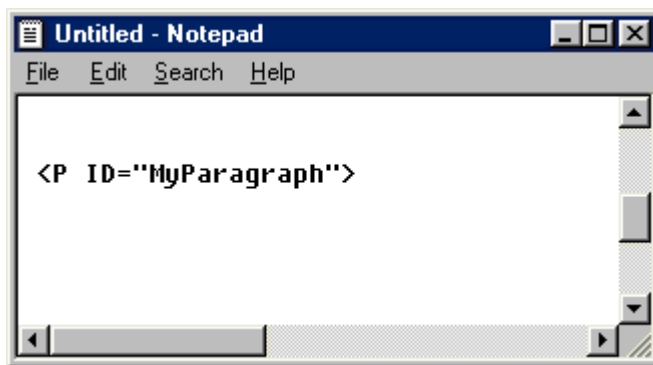 Untitled - Notepad
File Edit Search Help
<P ID="MyParagraph">